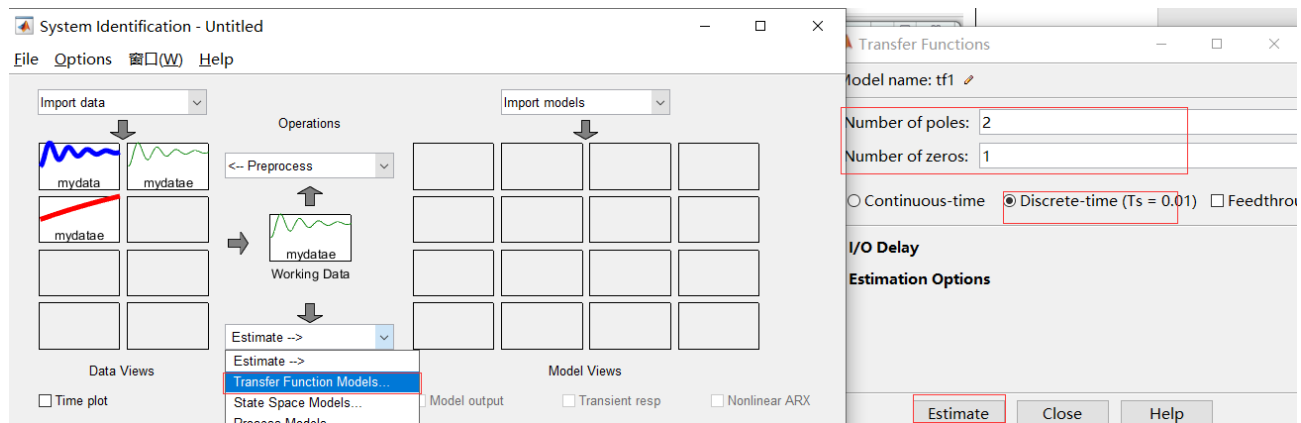 System Identification - Untitled
File Options 窗口(W) Help
Import data
Import models
Operations
mydata
mydatae
<-- Preprocess
mydatae
mydatae
Working Data
Estimate -->
Estimate -->
Transfer Function Models...
State Space Models...
Process Models
Data Views
Model Views
Time plot
Model output
Transient resp
Nonlinear ARX
Transfer Functions
Model name: tf1
Number of poles: 2
Number of zeros: 1
Continuous-time
Discrete-time (Ts = 0.01)
Feedthrou
I/O Delay
Estimation Options
Estimate
Close
Help